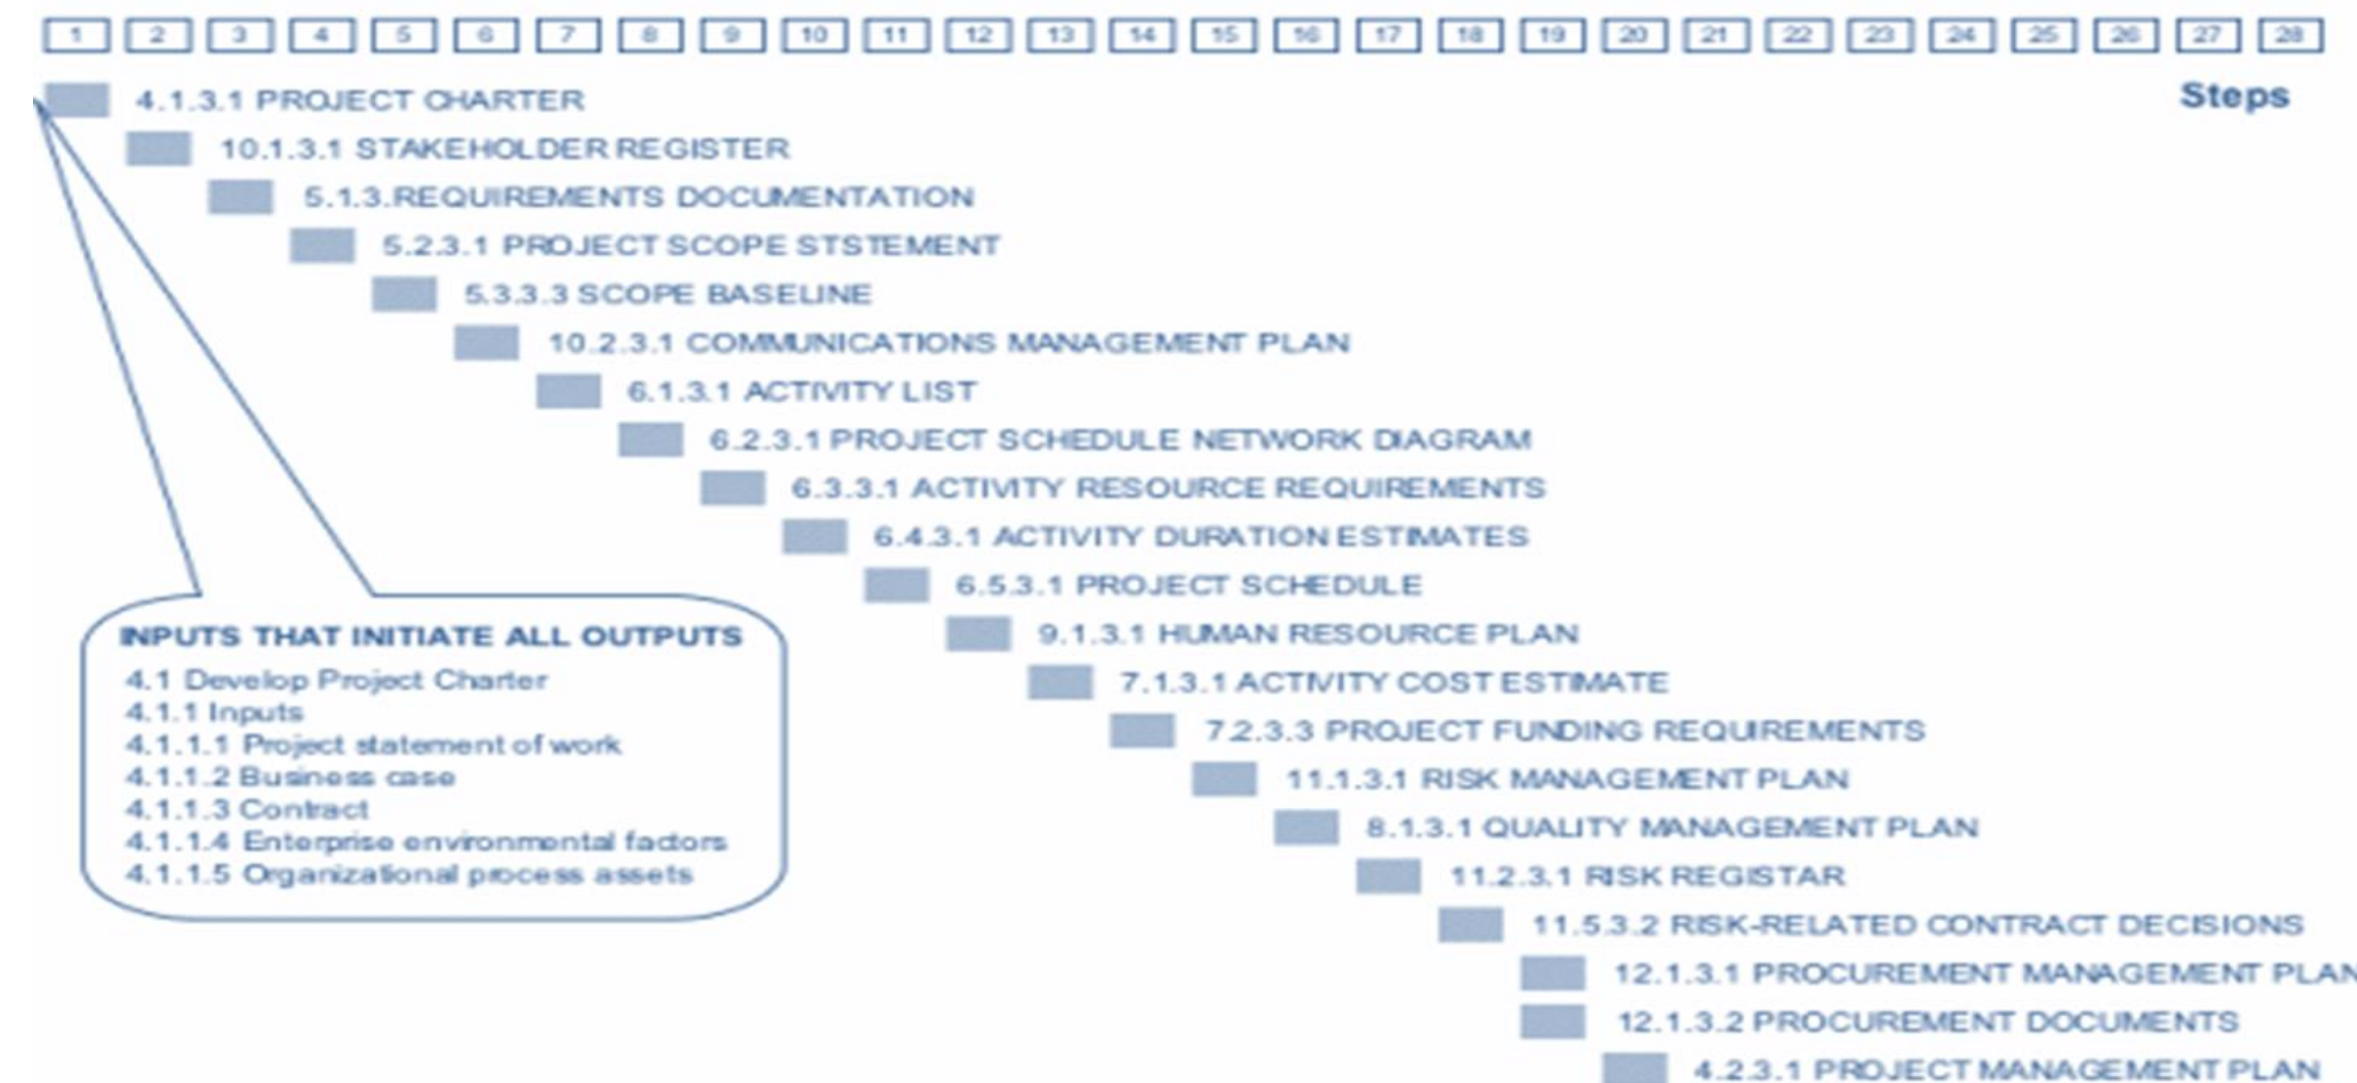 1 2 3 4 5 6 7 8 9 10 11 12 13 14 15 16 17 18 19 20 21 22 23 24 25 26 27 28
Steps
4.1.3.1 PROJECT CHARTER
10.1.3.1 STAKEHOLDER REGISTER
5.1.3.REQUIREMENTS DOCUMENTATION
5.2.3.1 PROJECT SCOPE STSTEMENT
5.3.3.3 SCOPE BASELINE
10.2.3.1 COMMUNICATIONS MANAGEMENT PLAN
6.1.3.1 ACTIVITY LIST
6.2.3.1 PROJECT SCHEDULE NETWORK DIAGRAM
6.3.3.1 ACTIVITY RESOURCE REQUIREMENTS
6.4.3.1 ACTIVITY DURATION ESTIMATES
6.5.3.1 PROJECT SCHEDULE
9.1.3.1 HUMAN RESOURCE PLAN
7.1.3.1 ACTIVITY COST ESTIMATE
7.2.3.3 PROJECT FUNDING REQUIREMENTS
11.1.3.1 RISK MANAGEMENT PLAN
8.1.3.1 QUALITY MANAGEMENT PLAN
11.2.3.1 RISK REGISTAR
11.5.3.2 RISK-RELATED CONTRACT DECISIONS
12.1.3.1 PROCUREMENT MANAGEMENT PLAN
12.1.3.2 PROCUREMENT DOCUMENTS
4.2.3.1 PROJECT MANAGEMENT PLAN
INPUTS THAT INITIATE ALL OUTPUTS
4.1 Develop Project Charter
4.1.1 Inputs
4.1.1.1 Project statement of work
4.1.1.2 Business case
4.1.1.3 Contract
4.1.1.4 Enterprise environmental factors
4.1.1.5 Organizational process assets